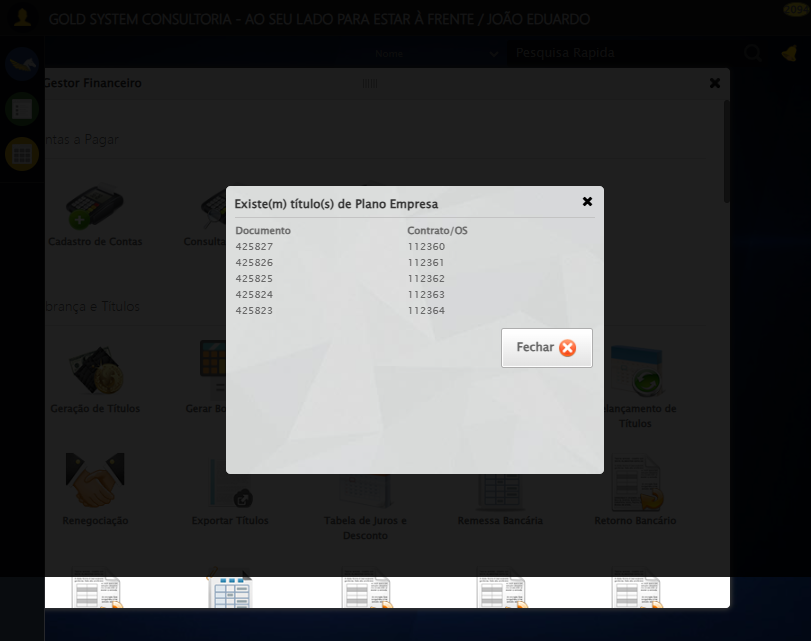 GOLD SYSTEM CONSULTORIA - AO SEU LADO PARA ESTAR À FRENTE / JOÃO EDUARDO
Nome
Pesquisa Rapida
Gestor Financeiro
ntas a Pagar
Cadastro de Contas
Consulta
Existe(m) título(s) de Plano Empresa
Documento Contrato/OS
425827 112360
425826 112361
425825 112362
425824 112363
425823 112364
Fechar
brança e Títulos
Geração de Títulos
Gerar Bo
lançamento de
Títulos
Renegociação
Exportar Títulos
Tabela de Juros e
Desconto
Remessa Bancária
Retorno Bancário